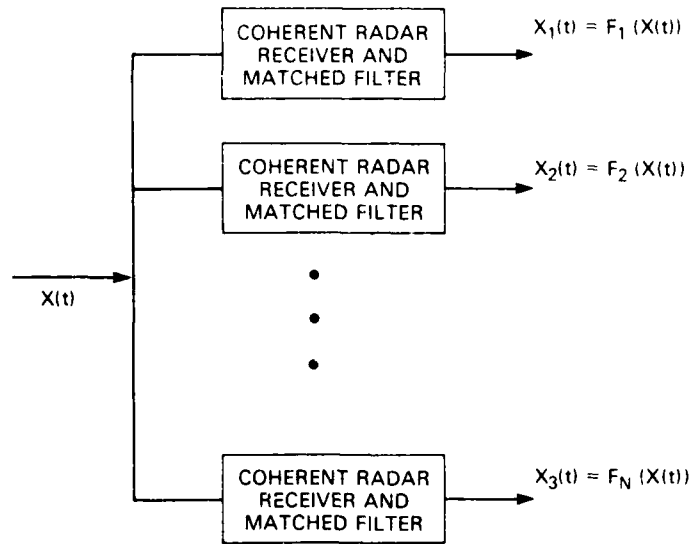 COHERENT RADAR
RECEIVER AND
MATCHED FILTER
X₁(t) = F₁ (X(t))
COHERENT RADAR
RECEIVER AND
MATCHED FILTER
X₂(t) = F₂ (X(t))
X(t)
COHERENT RADAR
RECEIVER AND
MATCHED FILTER
X₃(t) = F_N (X(t))